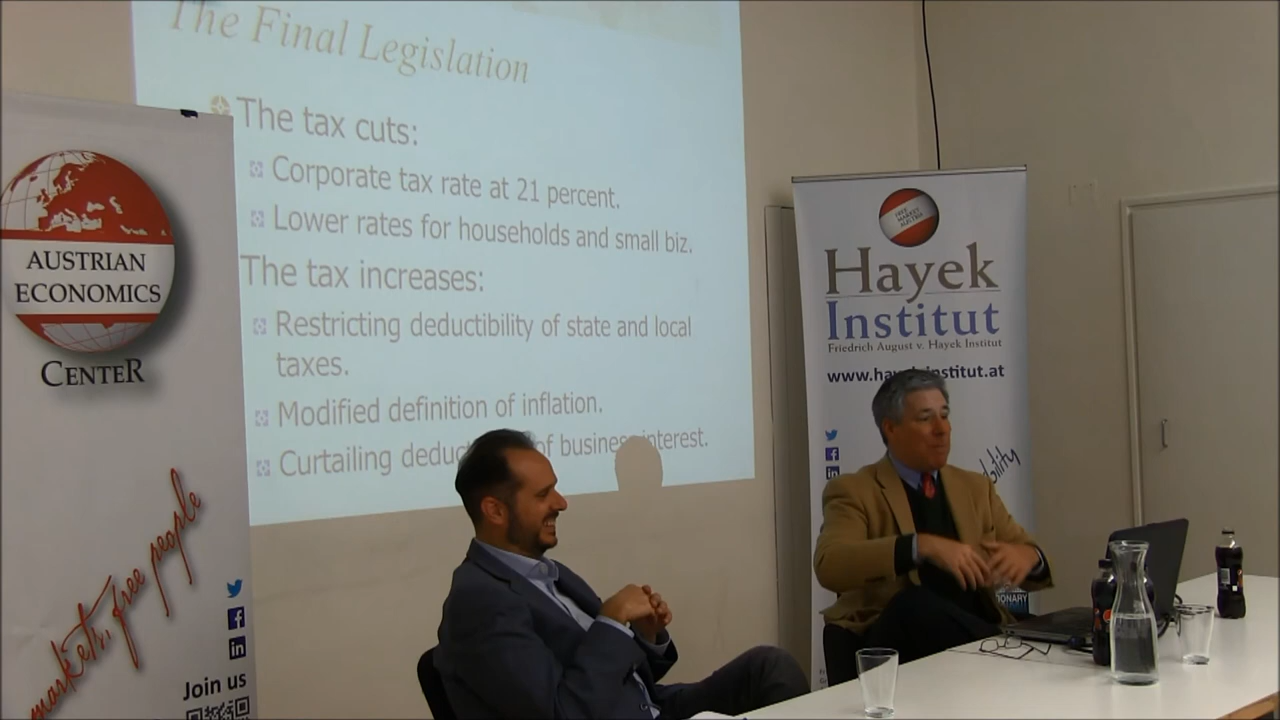 The Final Legislation
The tax cuts:
Corporate tax rate at 21 percent.
Lower rates for households and small biz.
The tax increases:
Restricting deductibility of state and local
taxes.
Modified definition of inflation.
Curtailing deduc of business interest.
AUSTRIAN
ECONOMICS
CENTER
markets, free people
Join us
FREE
MARKET
Hayek
Institut
Friedrich August v. Hayek Institut
www.hayek-institut.at